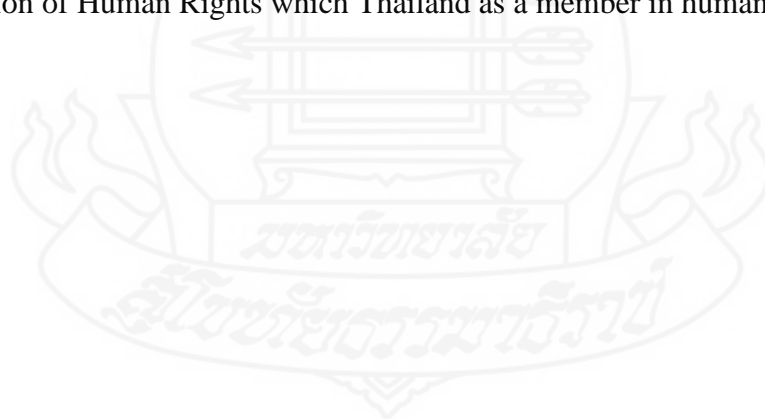 ion of Human Rights which Thailand as a member in human
มหาวิทยาลัย
สุโขทัยธรรมาธิราช